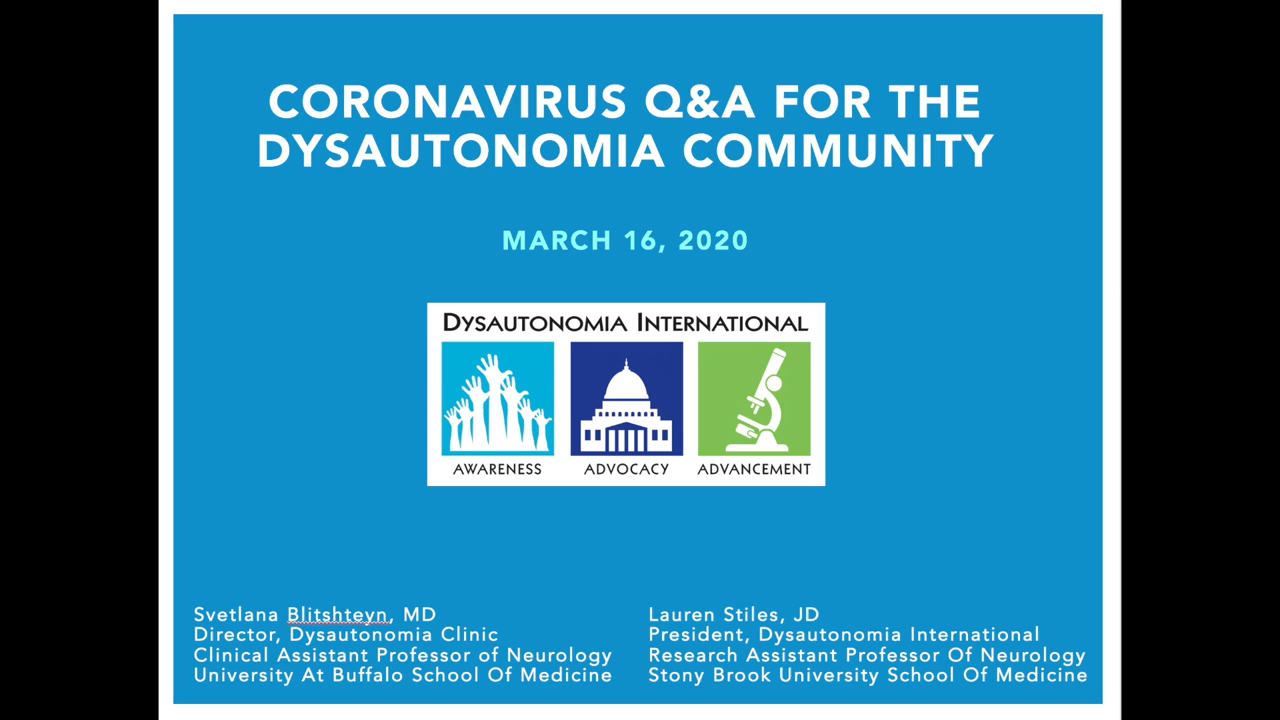 CORONAVIRUS Q&A FOR THE
DYSAUTONOMIA COMMUNITY
MARCH 16, 2020
DYSAUTONOMIA INTERNATIONAL
AWARENESS ADVOCACY ADVANCEMENT
Svetlana Blitshteyn, MD
Director, Dysautonomia Clinic
Clinical Assistant Professor of Neurology
University At Buffalo School Of Medicine
Lauren Stiles, JD
President, Dysautonomia International
Research Assistant Professor Of Neurology
Stony Brook University School Of Medicine